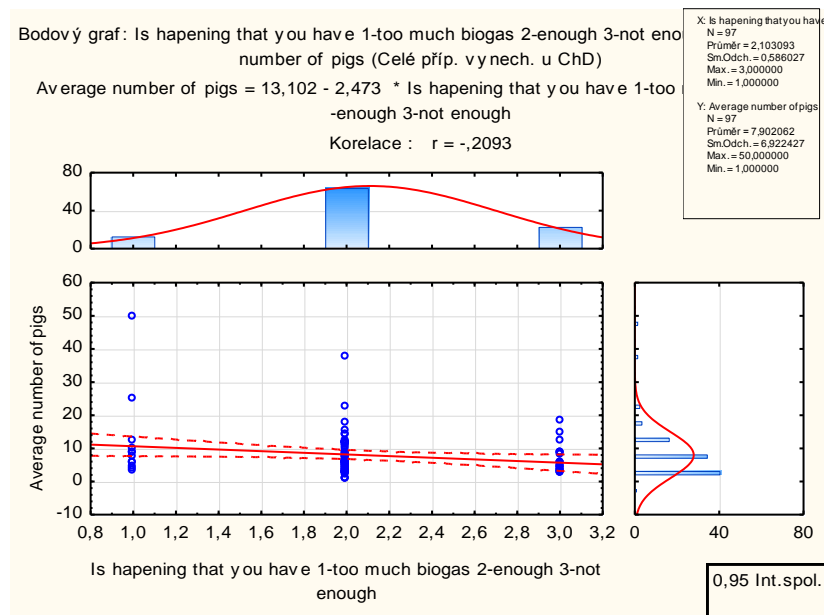 Bodový graf: Is hapening that you have 1-too much biogas 2-enough 3-not
number of pigs (Celé příp. vynech. u ChD)
Average number of pigs = 13,102 - 2,473 * Is hapening that you have 1-too
-enough 3-not enough
Korelace : r = -,2093
X: Is hapening that you have
N = 97
Průměr = 2,103093
Sm.Odch. = 0,586027
Max. = 3,000000
Min. = 1,000000
Y: Average number of pigs
N = 97
Průměr = 7,902062
Sm.Odch. = 6,922427
Max. = 50,000000
Min. = 1,000000
80
40
0
60
50
40
30
20
10
0
-10
Average number of pigs
0,8 1,0 1,2 1,4 1,6 1,8 2,0 2,2 2,4 2,6 2,8 3,0 3,2
0 40 80
Is hapening that you have 1-too much biogas 2-enough 3-not
enough
0,95 Int.spol.